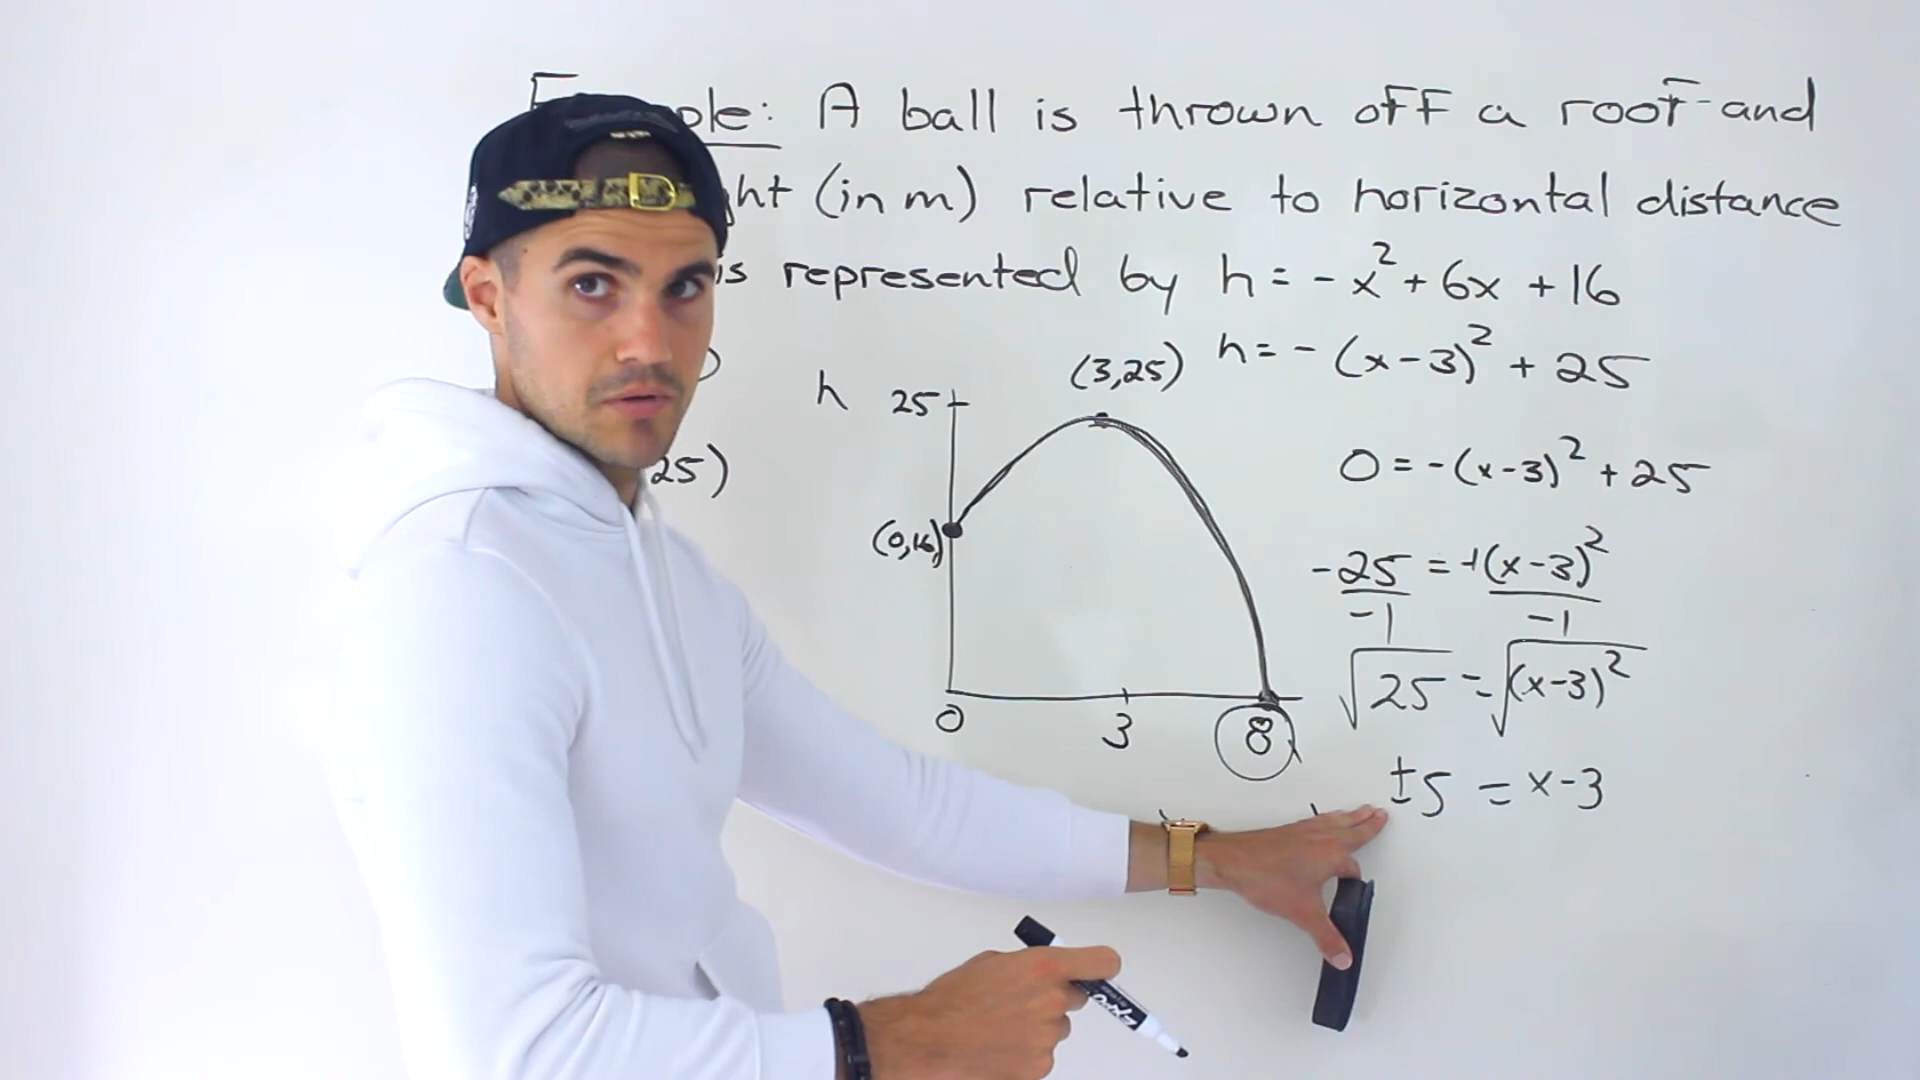 ple: A ball is thrown off a roof and
ght (in m) relative to horizontal distance
is represented by h = -x² + 6x + 16
h = -(x-3)² + 25
(3,25)
h
25
25)
(0,16)
0
3
8
0 = -(x-3)² + 25
-25/-1 = -1(x-3)²/-1
√25 = √(x-3)²
±5 = x-3
EXPO